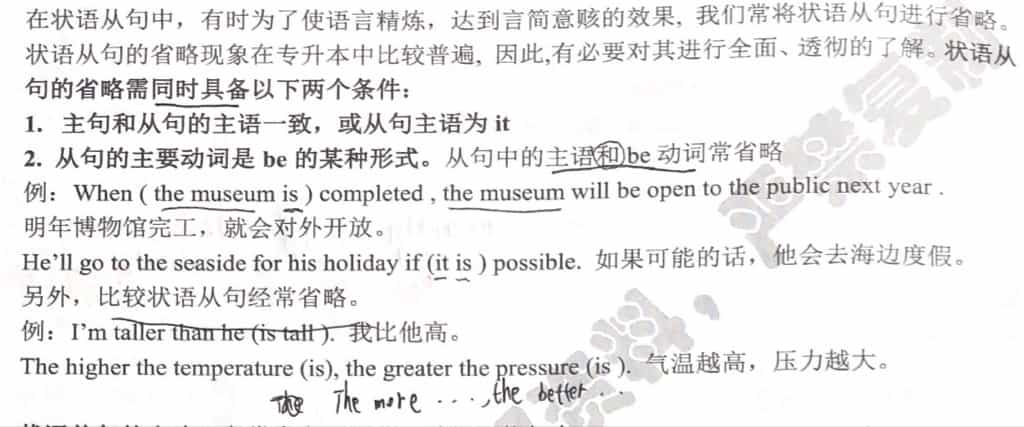 在状语从句中，有时为了使语言精炼，达到言简意赅的效果, 我们常将状语从句进行省略。
状语从句的省略现象在专升本中比较普遍, 因此,有必要对其进行全面、透彻的了解。状语从
句的省略需同时具备以下两个条件：
1. 主句和从句的主语一致，或从句主语为 it
2. 从句的主要动词是 be 的某种形式。从句中的主语和be 动词常省略
例：When ( the museum is ) completed , the museum will be open to the public next year .
明年博物馆完工，就会对外开放。
He’ll go to the seaside for his holiday if (it is ) possible. 如果可能的话，他会去海边度假。
另外，比较状语从句经常省略。
例：I’m taller than he (is tall ). 我比他高。
The higher the temperature (is), the greater the pressure (is ). 气温越高，压力越大。
The more ...., the better ...
严禁复制